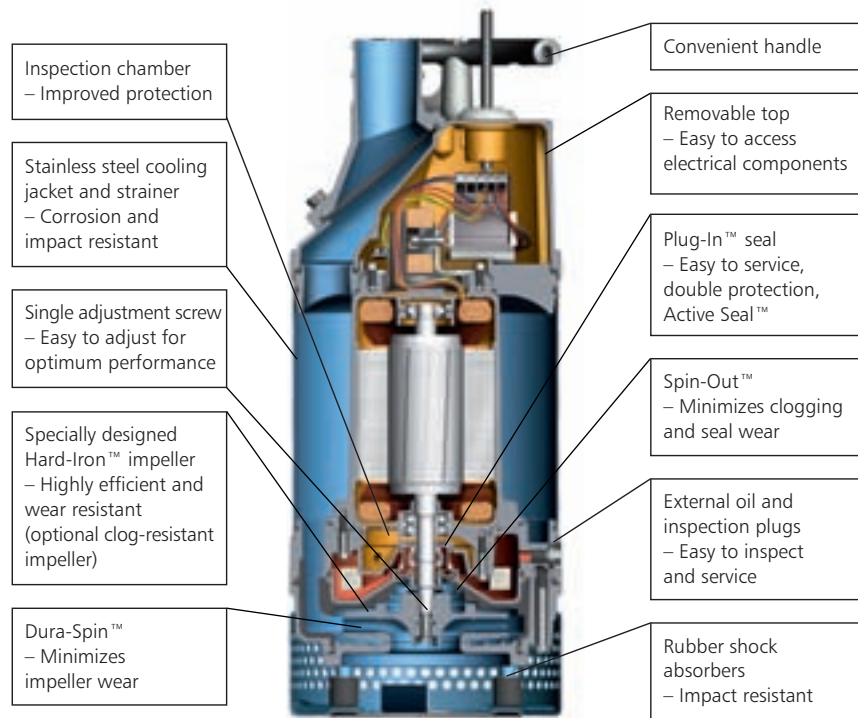 Inspection chamber
– Improved protection
Stainless steel cooling
jacket and strainer
– Corrosion and
impact resistant
Single adjustment screw
– Easy to adjust for
optimum performance
Specially designed
Hard-Iron™ impeller
– Highly efficient and
wear resistant
(optional clog-resistant
impeller)
Dura-Spin™
– Minimizes
impeller wear
Convenient handle
Removable top
– Easy to access
electrical components
Plug-In™ seal
– Easy to service,
double protection,
Active Seal™
Spin-Out™
– Minimizes clogging
and seal wear
External oil and
inspection plugs
– Easy to inspect
and service
Rubber shock
absorbers
– Impact resistant